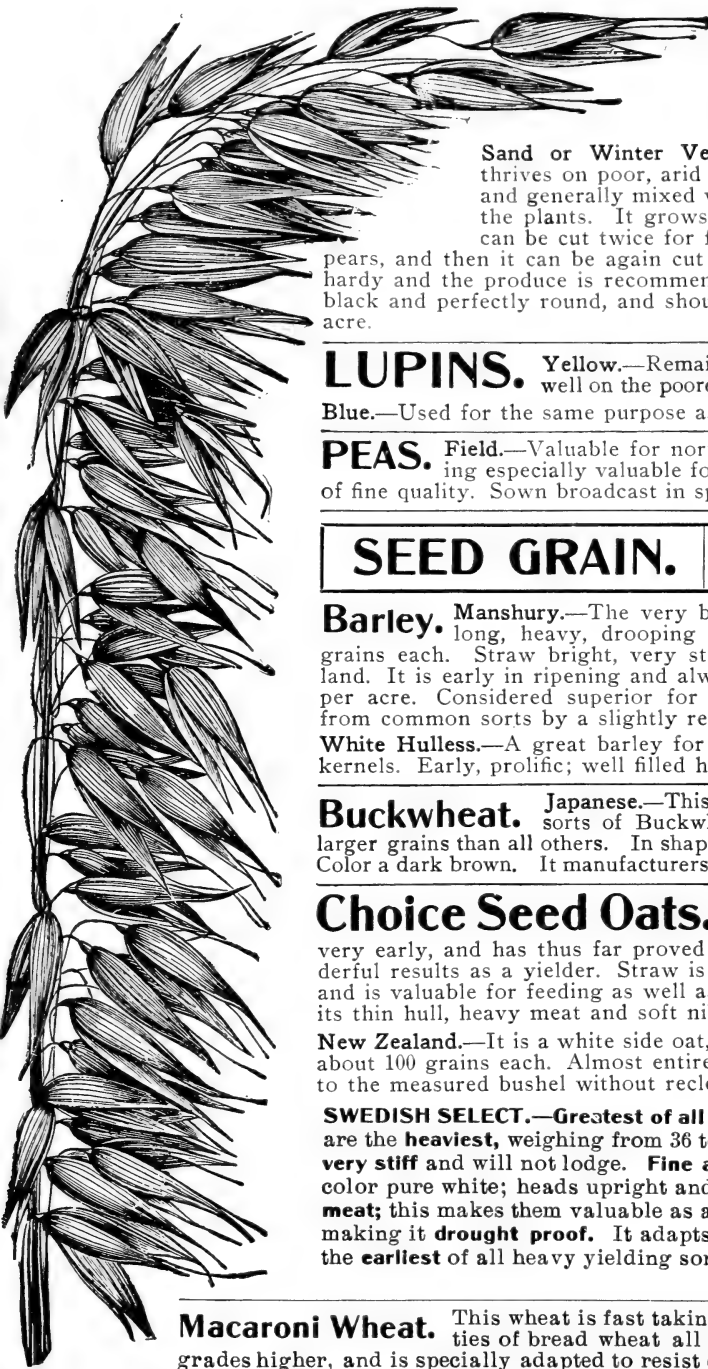 Sand or Winter Ve
thrives on poor, arid
and generally mixed
the plants. It grows
can be cut twice for
pears, and then it can be again cut
hardy and the produce is recommen
black and perfectly round, and shou
acre.
LUPINS. Yellow.—Remai
well on the poore
Blue.—Used for the same purpose a
PEAS. Field.—Valuable for nor
ing especially valuable fo
of fine quality. Sown broadcast in sp
SEED GRAIN.
Barley. Manshury.—The very b
long, heavy, drooping
grains each. Straw bright, very st
land. It is early in ripening and alw
per acre. Considered superior for
from common sorts by a slightly re
White Hulless.—A great barley for
kernels. Early, prolific; well filled h
Buckwheat. Japanese.—This
sorts of Buckw
larger grains than all others. In shap
Color a dark brown. It manufacturers
Choice Seed Oats.
very early, and has thus far proved
derful results as a yielder. Straw is
and is valuable for feeding as well a
its thin hull, heavy meat and soft ni
New Zealand.—It is a white side oat,
about 100 grains each. Almost entire
to the measured bushel without recle
SWEDISH SELECT.—Greatest of all
are the heaviest, weighing from 36 t
very stiff and will not lodge. Fine a
color pure white; heads upright and
meat; this makes them valuable as a
making it drought proof. It adapts
the earliest of all heavy yielding sor
Macaroni Wheat. This wheat is fast takin
ties of bread wheat all
grades higher, and is specially adapted to resist